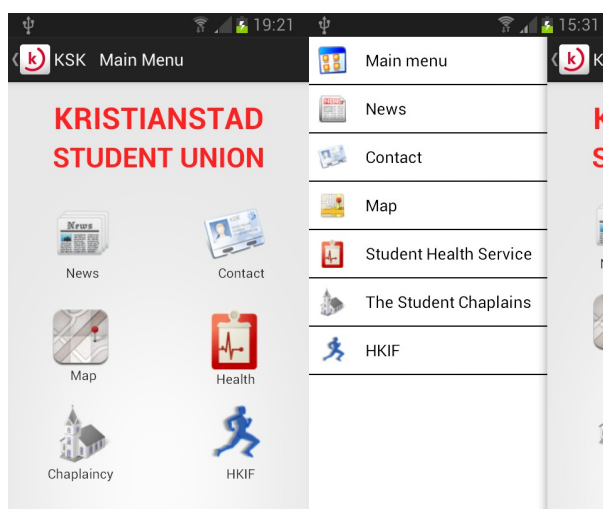 19:21
k KSK Main Menu
KRISTIANSTAD
STUDENT UNION
News
News
Contact
Map
Health
Chaplaincy
HKIF
15:31
Main menu
News
Contact
Map
Student Health Service
The Student Chaplains
HKIF
k K
K
S